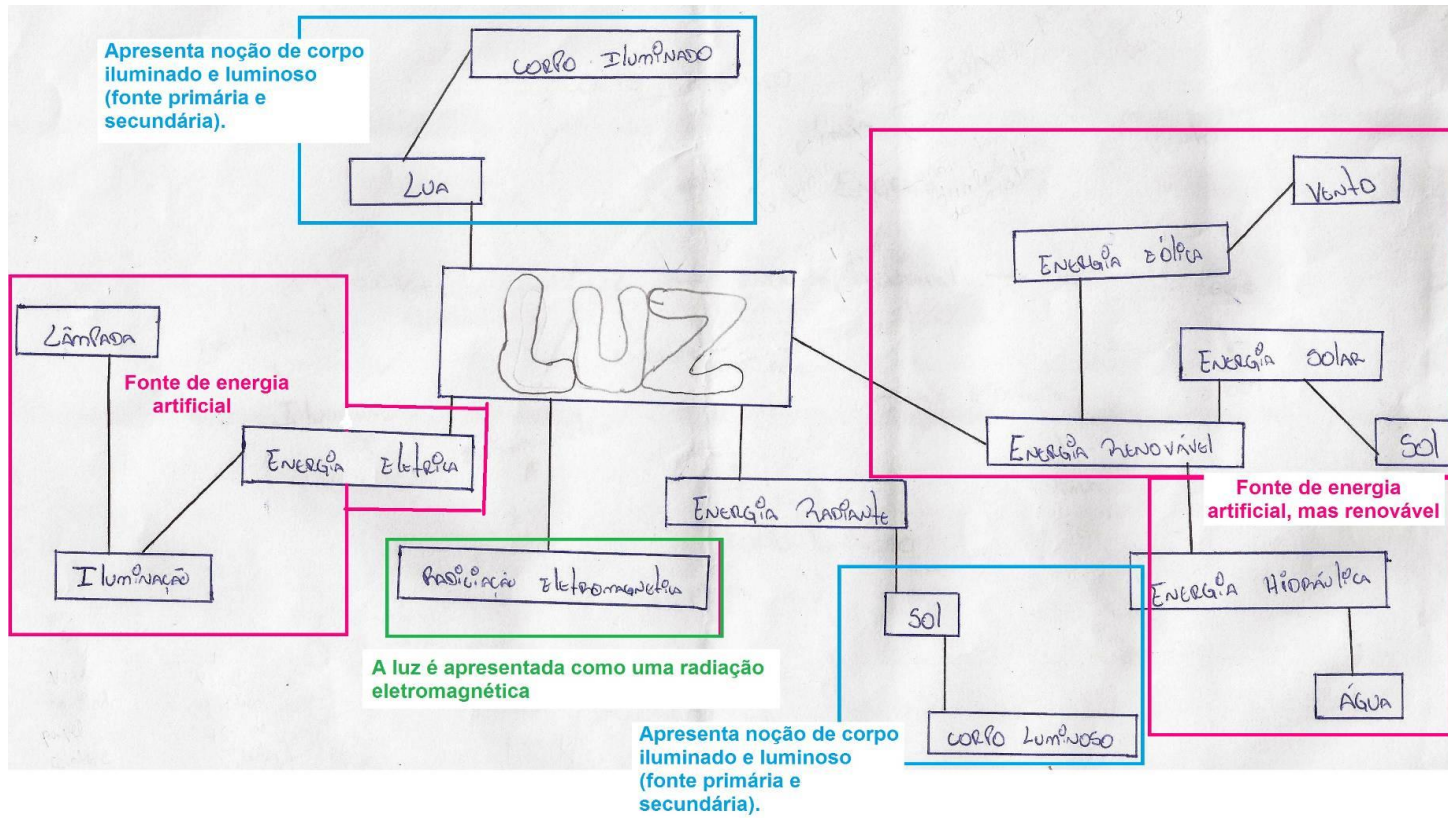 Apresenta noção de corpo
iluminado e luminoso
(fonte primária e
secundária).
CORPO ILUMINADO
LUA
LUZ
LÂMPADA
Fonte de energia
artificial
ENERGIA ELETRICA
ILUMINAÇÃO
RADICIAÇÃO ELETROMAGNETICA
A luz é apresentada como uma radiação
eletromagnética
ENERGIA RADIANTE
SOL
CORPO LUMINOSO
Apresenta noção de corpo
iluminado e luminoso
(fonte primária e
secundária).
VENTO
ENERGIA EÓLICA
ENERGIA SOLAR
SOL
ENERGIA RENOVÁVEL
Fonte de energia
artificial, mas renovável
ENERGIA HIDRÁULICA
ÁGUA